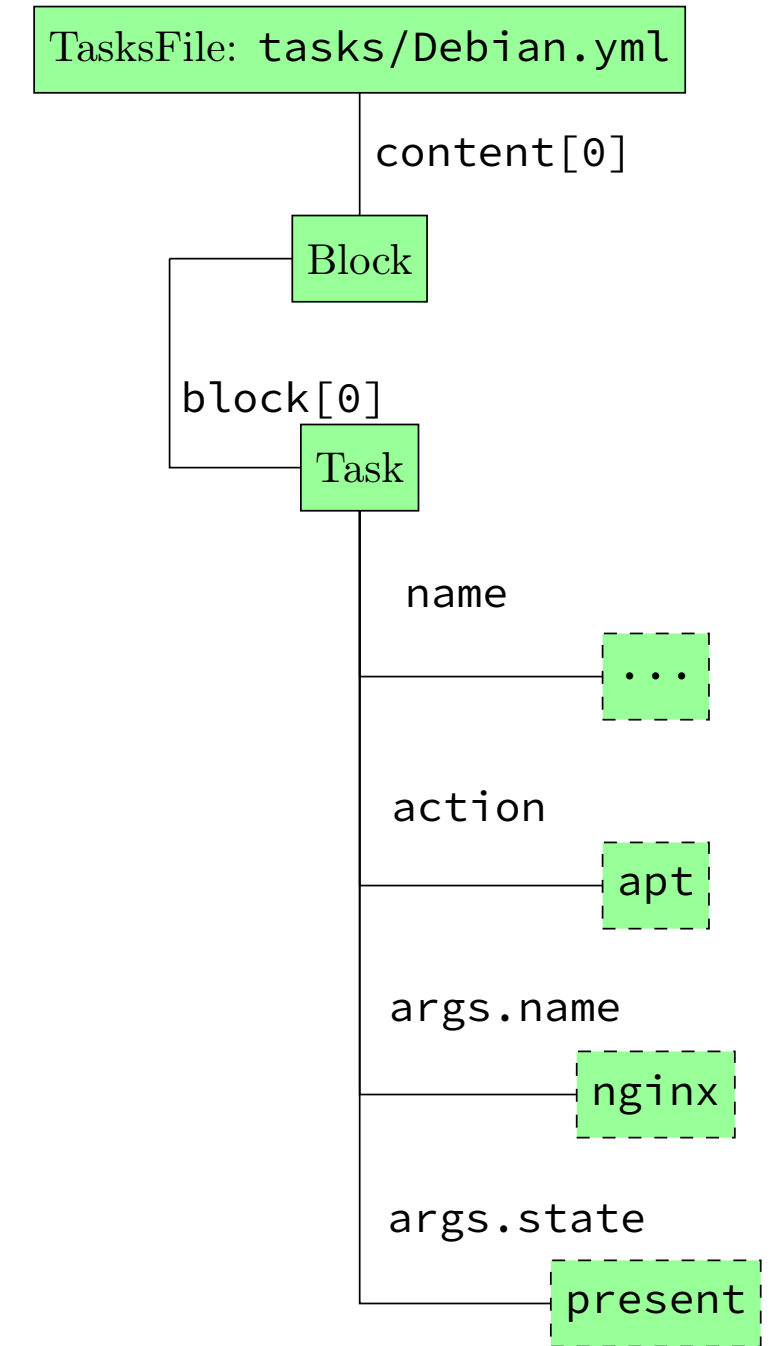 TasksFile: tasks/Debian.yml
content[0]
Block
block[0]
Task
name
...
action
apt
args.name
nginx
args.state
present